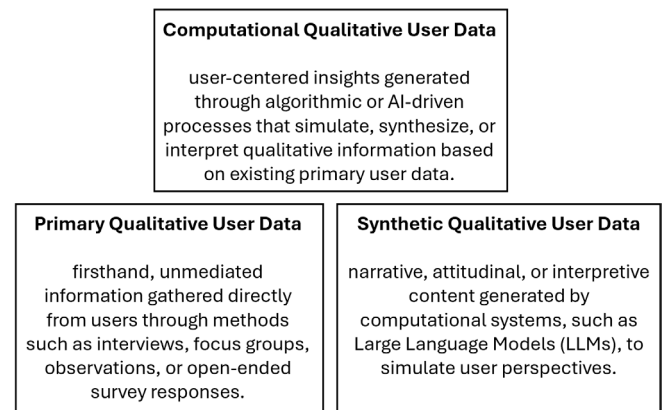 Computational Qualitative User Data
user-centered insights generated
through algorithmic or AI-driven
processes that simulate, synthesize, or
interpret qualitative information based
on existing primary user data.
Primary Qualitative User Data
firsthand, unmediated
information gathered directly
from users through methods
such as interviews, focus groups,
observations, or open-ended
survey responses.
Synthetic Qualitative User Data
narrative, attitudinal, or interpretive
content generated by
computational systems, such as
Large Language Models (LLMs), to
simulate user perspectives.